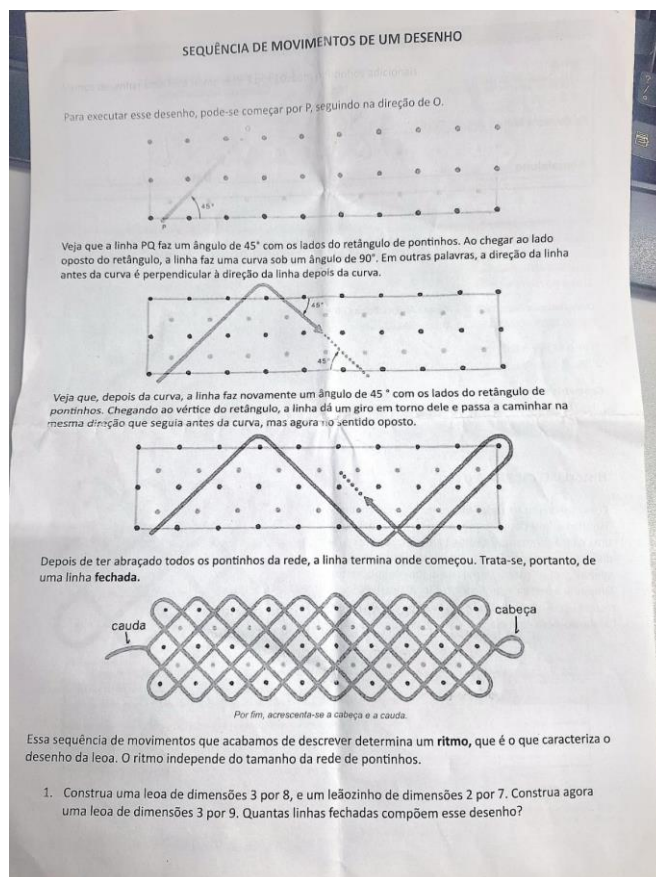 SEQUÊNCIA DE MOVIMENTOS DE UM DESENHO
Para executar esse desenho, pode-se começar por P, seguindo na direção de O.
45°
P
Veja que a linha PQ faz um ângulo de 45° com os lados do retângulo de pontinhos. Ao chegar ao lado
oposto do retângulo, a linha faz uma curva sob um ângulo de 90°. Em outras palavras, a direção da linha
antes da curva é perpendicular à direção da linha depois da curva.
45°
45°
Veja que, depois da curva, a linha faz novamente um ângulo de 45 ° com os lados do retângulo de
pontinhos. Chegando ao vértice do retângulo, a linha dá um giro em torno dele e passa a caminhar na
mesma direção que seguia antes da curva, mas agora no sentido oposto.
Depois de ter abraçado todos os pontinhos da rede, a linha termina onde começou. Trata-se, portanto, de
uma linha fechada.
cauda
cabeça
Por fim, acrescenta-se a cabeça e a cauda.
Essa sequência de movimentos que acabamos de descrever determina um ritmo, que é o que caracteriza o
desenho da leoa. O ritmo independe do tamanho da rede de pontinhos.
1. Construa uma leoa de dimensões 3 por 8, e um leãozinho de dimensões 2 por 7. Construa agora
uma leoa de dimensões 3 por 9. Quantas linhas fechadas compõem esse desenho?